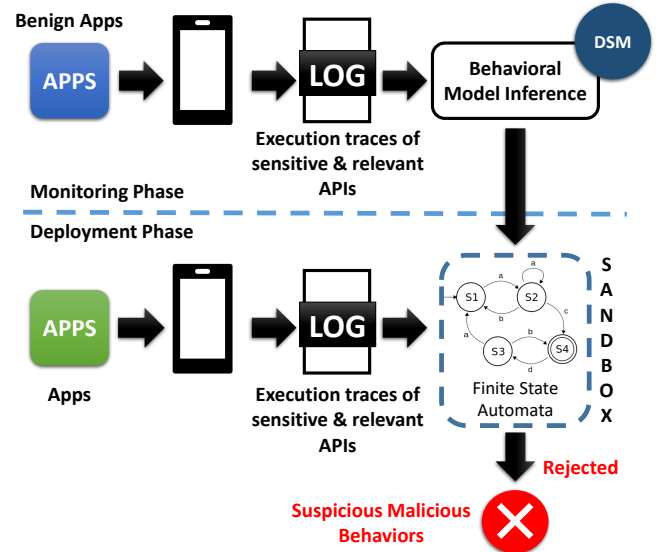 Benign Apps
APPS
LOG
Behavioral
Model Inference
DSM
Execution traces of
sensitive & relevant
APIs
Monitoring Phase
Deployment Phase
APPS
Apps
LOG
Execution traces of
sensitive & relevant
APIs
a
a
S1
S2
b
c
a
b
S3
S4
d
Finite State
Automata
S
A
N
D
B
O
X
Rejected
Suspicious Malicious
Behaviors